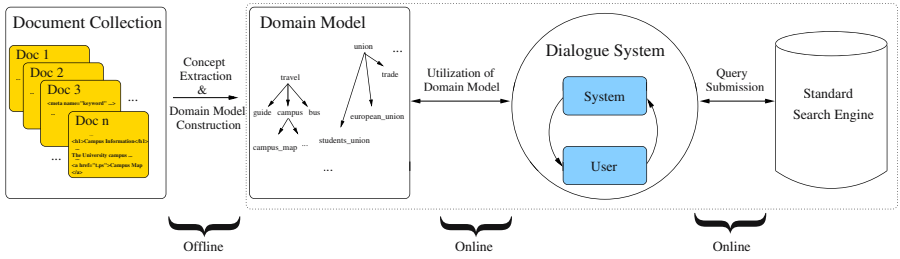 Document Collection
Doc 1
...
Doc 2
...
Doc 3
<meta name="keyword" ...>
...
...
Doc n
...
<h1>Campus Information</h1>
...
The University campus ...
...
<a href="t.ps">Campus Map
</a>
...
Concept
Extraction
&
Domain Model
Construction
Domain Model
union
...
travel
trade
guide campus bus
european_union
campus_map
...
students_union
...
Utilization of
Domain Model
Dialogue System
System
User
Query
Submission
Standard
Search Engine
Offline
Online
Online